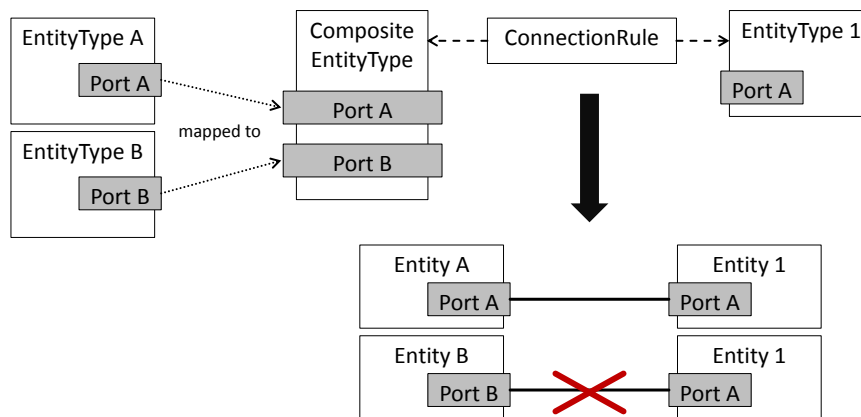 EntityType A
Port A
EntityType B
Port B
mapped to
Composite
EntityType
Port A
Port B
ConnectionRule
EntityType 1
Port A
Entity A
Port A
Entity 1
Port A
Entity B
Port B
Entity 1
Port A